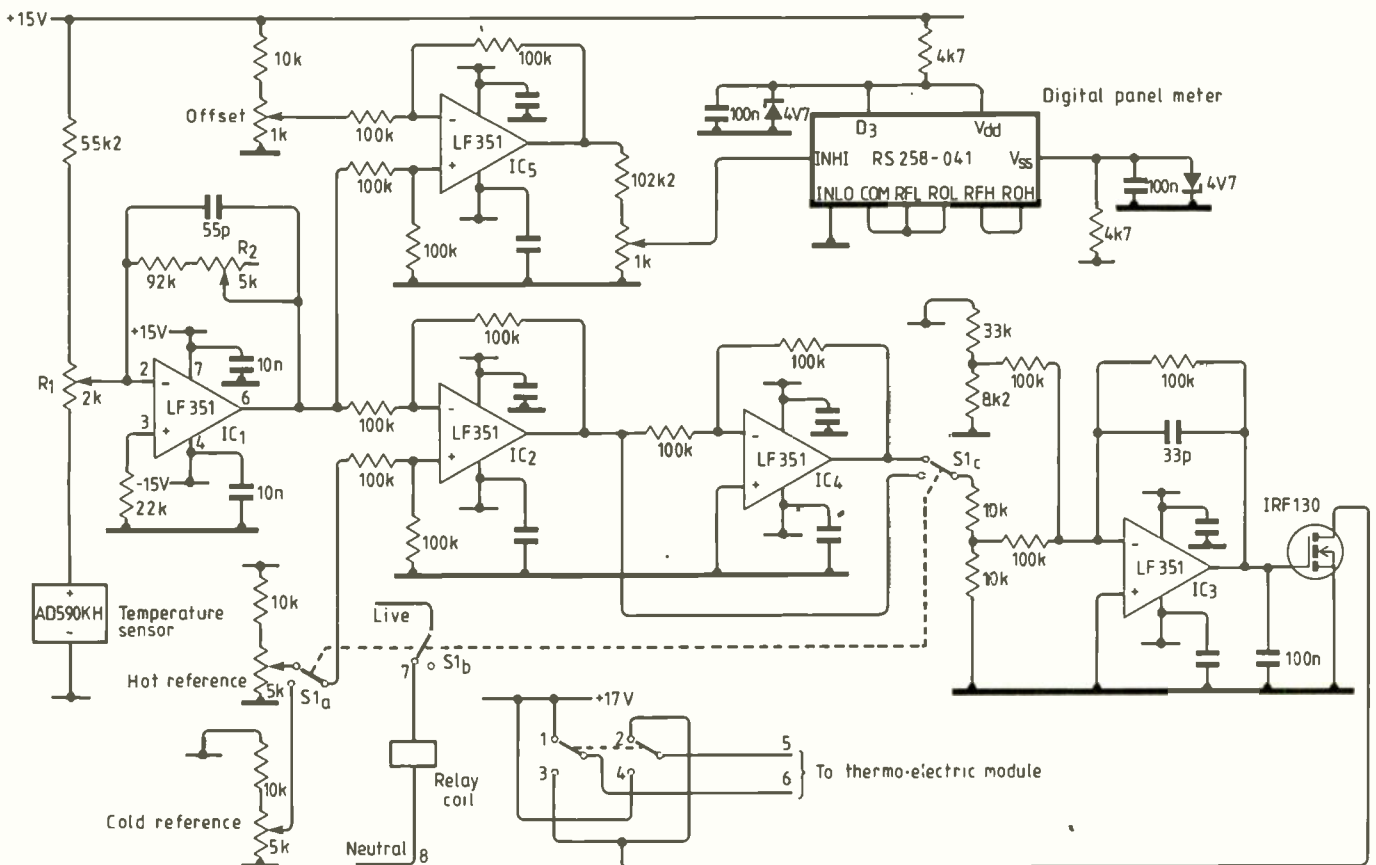 +15V
10k
100k
4k7
Offset
1k
100k
LF351
IC5
100n
4V7
Digital panel meter
D3
Vdd
INHI
RS258-041
VSS
INLO COM RFL ROL RFH ROH
100n
4V7
4k7
55k2
100k
102k2
1k
100k
55p
R2
92k
5k
+15V
10n
R1
2k
2
7
6
3
4
LF351
IC1
-15V
10n
22k
100k
100k
LF351
IC2
100k
100k
100k
100k
LF351
IC4
S1c
33k
8k2
100k
10k
10k
100k
100k
33p
LF351
IC3
IRF130
100n
AD590KH
+
-
Temperature sensor
10k
Hot reference
5k
S1a
Live
7
S1b
Relay coil
Neutral 8
10k
Cold reference
5k
+17V
1
2
3
4
5
6
To thermo-electric module